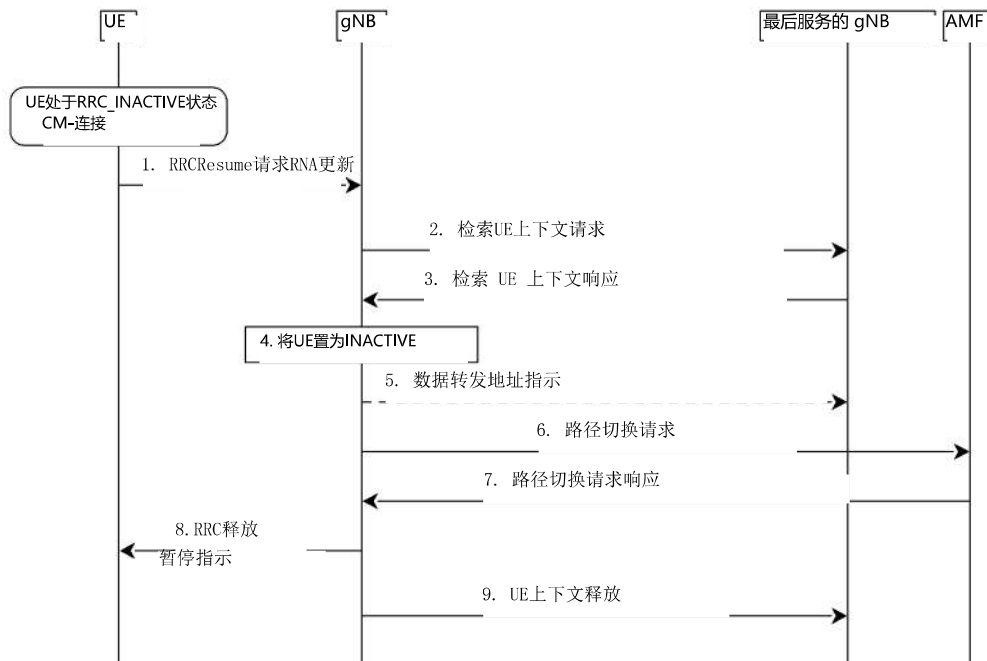 UE
gNB
最后服务的 gNB
AMF
UE处于RRC_INACTIVE状态
CM-连接
1. RRCResume请求RNA更新
2. 检索UE上下文请求
3. 检索 UE 上下文响应
4. 将UE置为INACTIVE
5. 数据转发地址指示
6. 路径切换请求
7. 路径切换请求响应
8.RRC释放
暂停指示
9. UE上下文释放